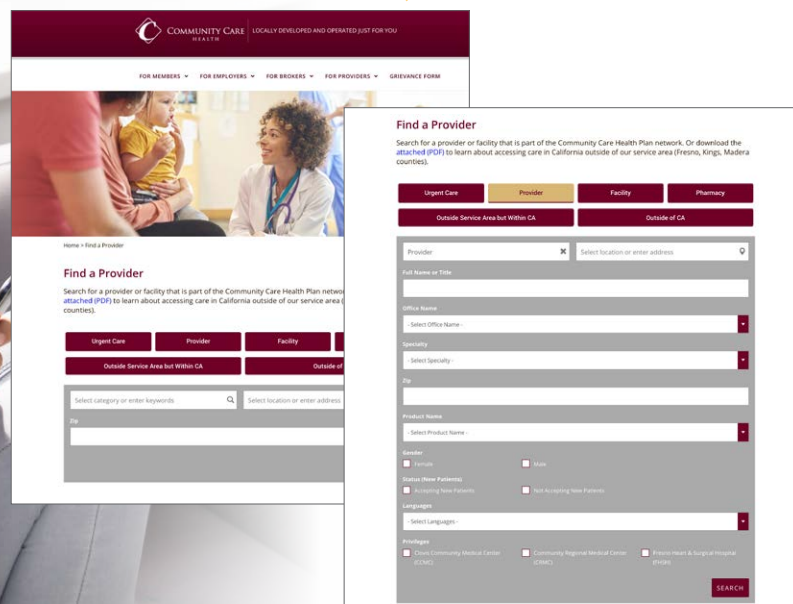 COMMUNITY CARE
HEALTH
LOCALLY DEVELOPED AND OPERATED JUST FOR YOU
FOR MEMBERS
FOR EMPLOYERS
FOR BROKERS
FOR PROVIDERS
GRIEVANCE FORM
Home > Find a Provider
Find a Provider
Search for a provider or facility that is part of the Community Care Health Plan netwo
attached (PDF) to learn about accessing care in California outside of our service area (
counties).
Urgent Care
Provider
Facility
Outside Service Area but Within CA
Outside of
Select category or enter keywords
Select location or enter address
Zip
Find a Provider
Search for a provider or facility that is part of the Community Care Health Plan network. Or download the
attached (PDF) to learn about accessing care in California outside of our service area (Fresno, Kings, Madera
counties).
Urgent Care
Provider
Facility
Pharmacy
Outside Service Area but Within CA
Outside of CA
Provider
Select location or enter address
Full Name or Title
Office Name
- Select Office Name -
Specialty
- Select Specialty -
Zip
Product Name
- Select Product Name -
Gender
Female
Male
Status (New Patients)
Accepting New Patients
Not Accepting New Patients
Languages
- Select Languages -
Privileges
Clovis Community Medical Center
(CCMC)
Community Regional Medical Center
(CRMC)
Fresno Heart & Surgical Hospital
(FHSH)
SEARCH